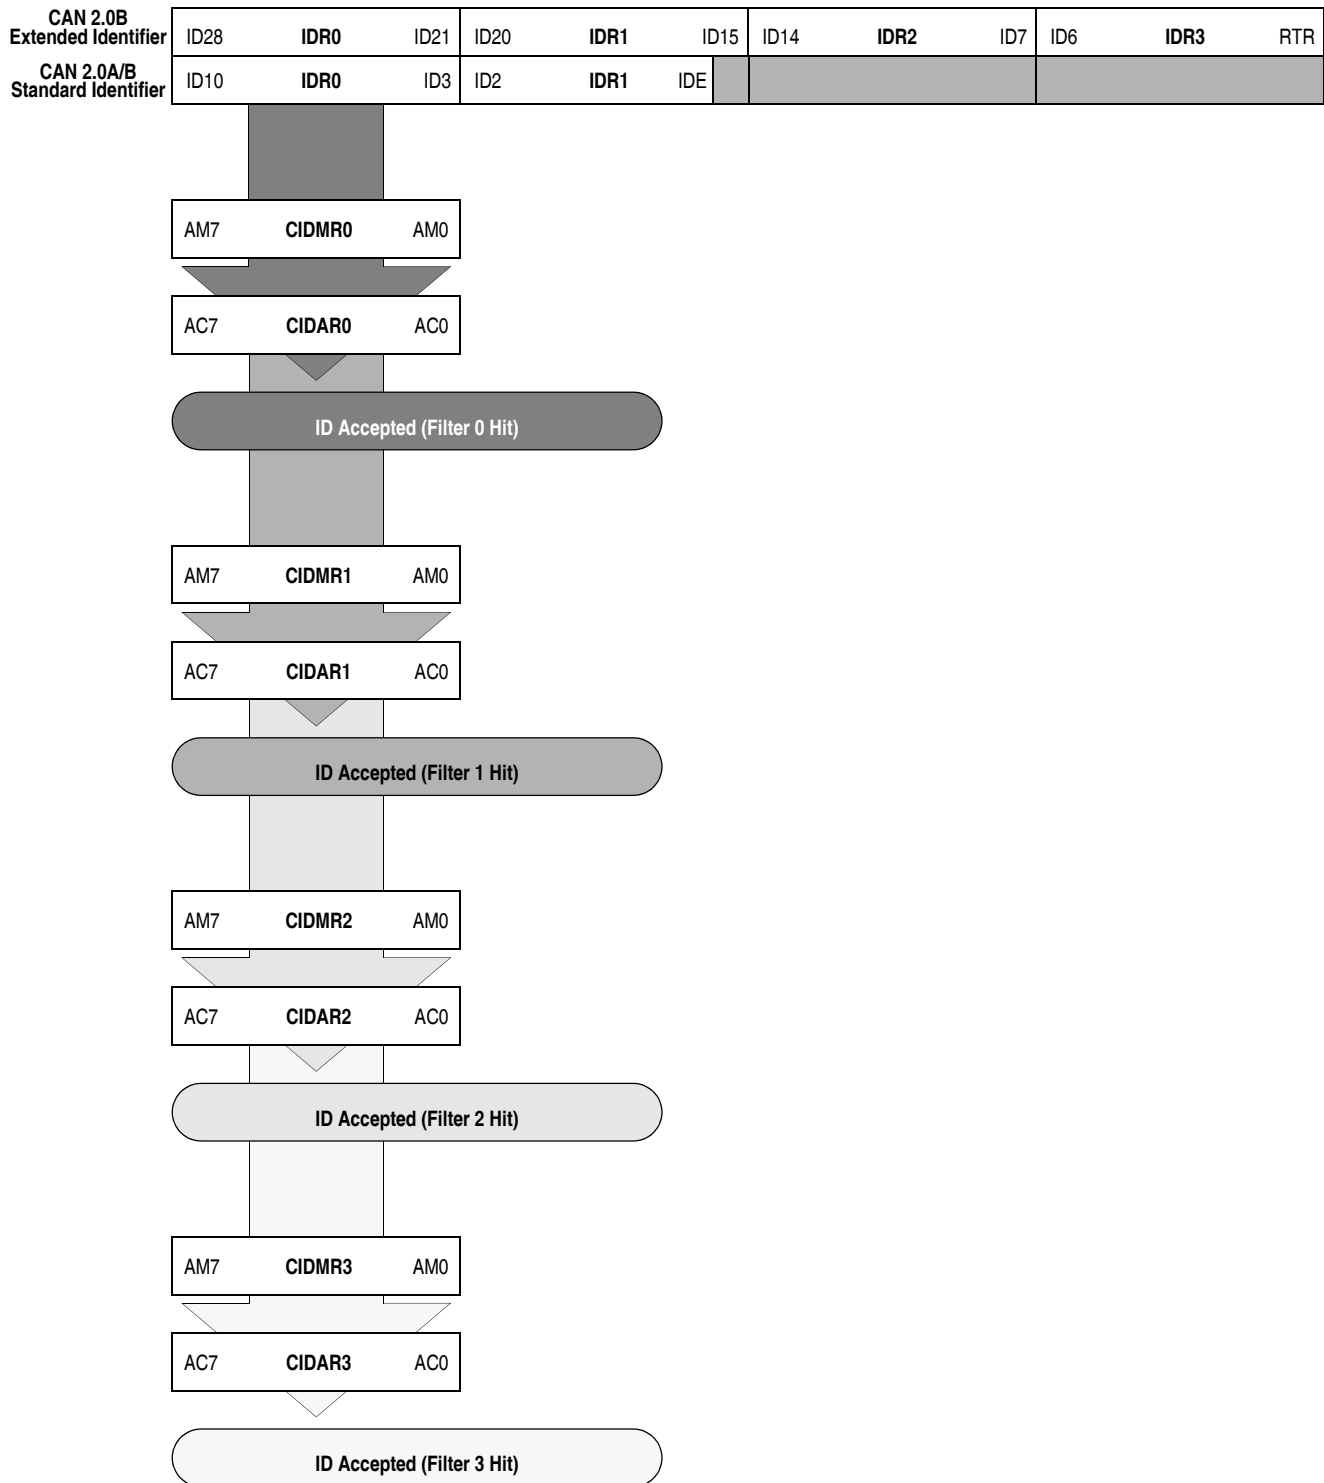 CAN 2.0B
Extended Identifier ID28 IDR0 ID21 ID20 IDR1 ID15 ID14 IDR2 ID7 ID6 IDR3 RTR
CAN 2.0A/B
Standard Identifier ID10 IDR0 ID3 ID2 IDR1 IDE
AM7 CIDMR0 AM0
AC7 CIDAR0 AC0
ID Accepted (Filter 0 Hit)
AM7 CIDMR1 AM0
AC7 CIDAR1 AC0
ID Accepted (Filter 1 Hit)
AM7 CIDMR2 AM0
AC7 CIDAR2 AC0
ID Accepted (Filter 2 Hit)
AM7 CIDMR3 AM0
AC7 CIDAR3 AC0
ID Accepted (Filter 3 Hit)